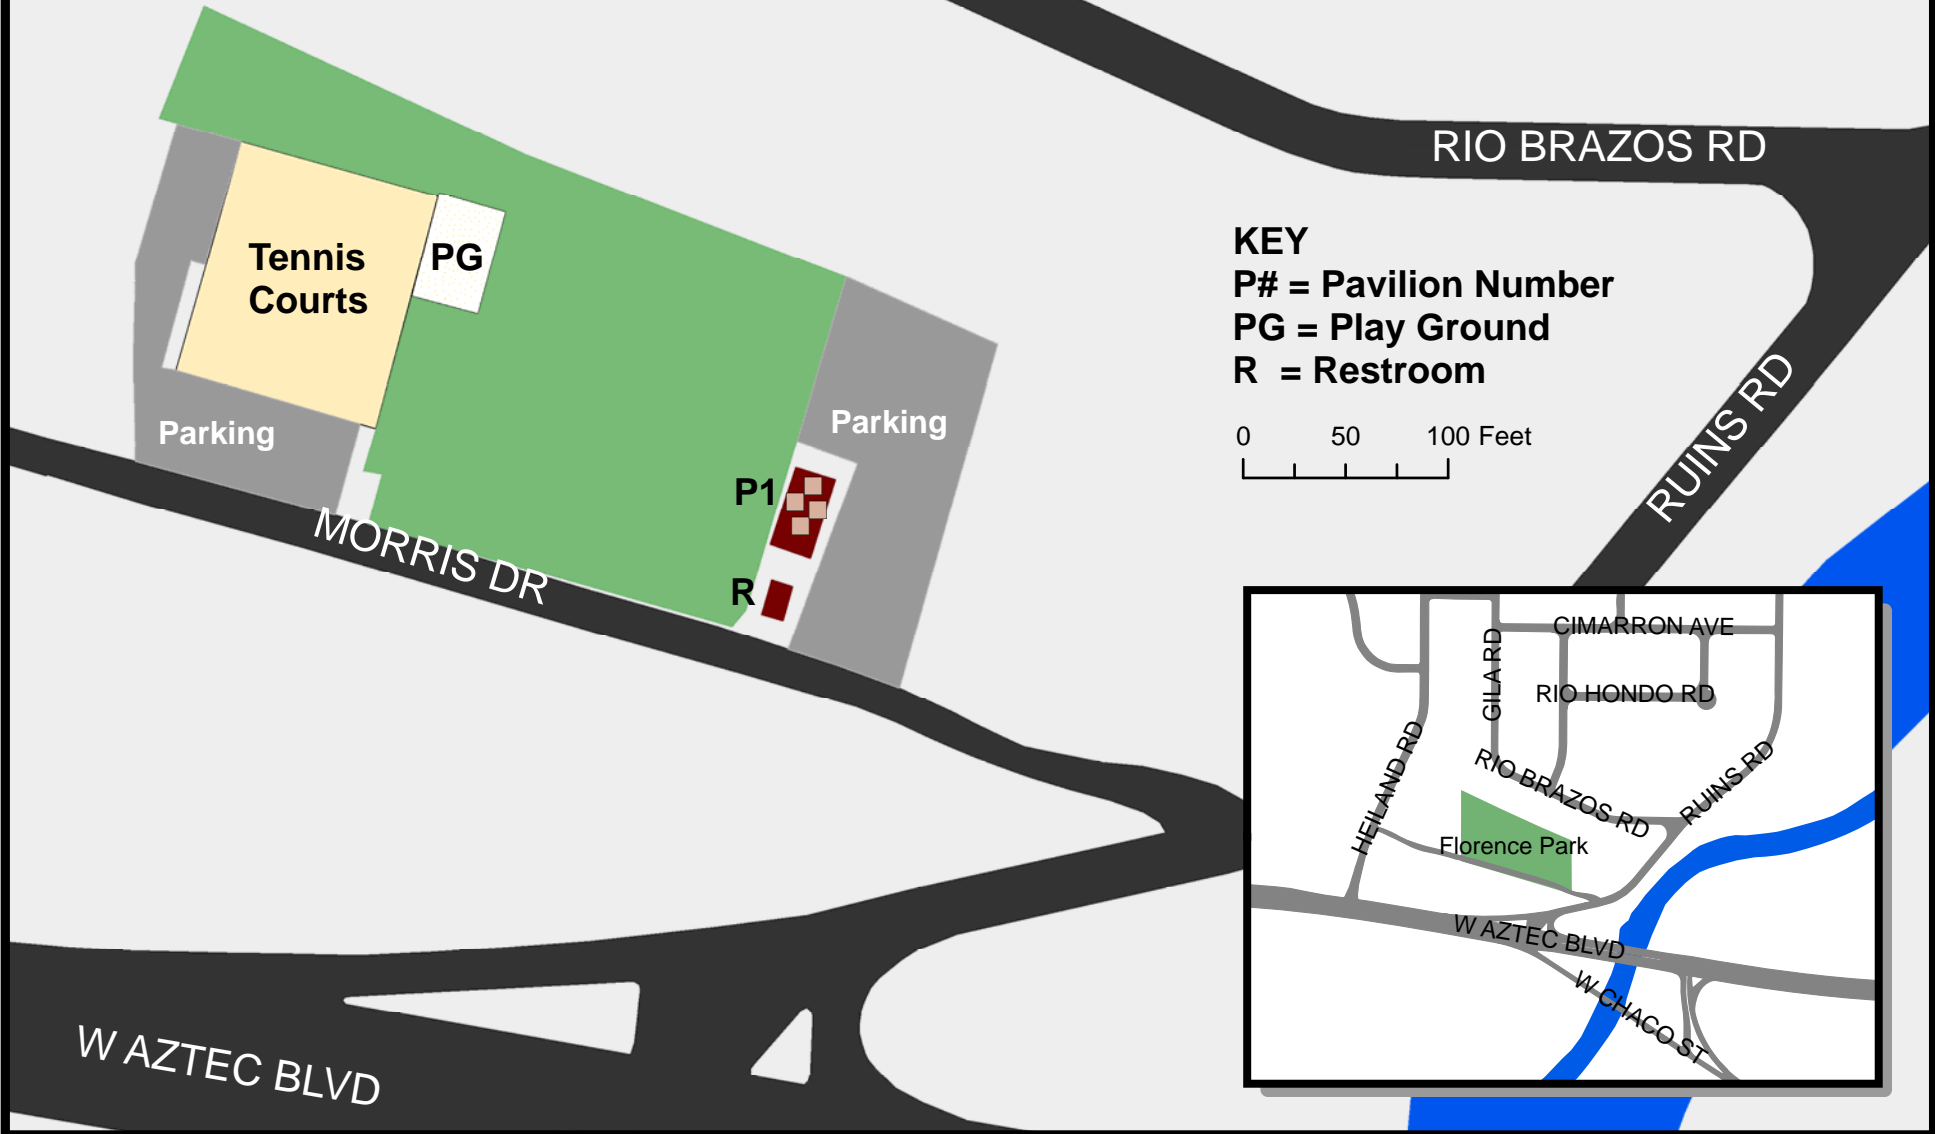 RIO BRAZOS RD
Tennis
Courts
PG
KEY
P# = Pavilion Number
PG = Play Ground
R = Restroom
Parking
Parking
0 50 100 Feet
RUINS RD
P1
R
MORRIS DR
W AZTEC BLVD
CIMARRON AVE
GILA RD
RIO HONDO RD
HEILAND RD
RIO BRAZOS RD
RUINS RD
Florence Park
W AZTEC BLVD
W CHACO ST